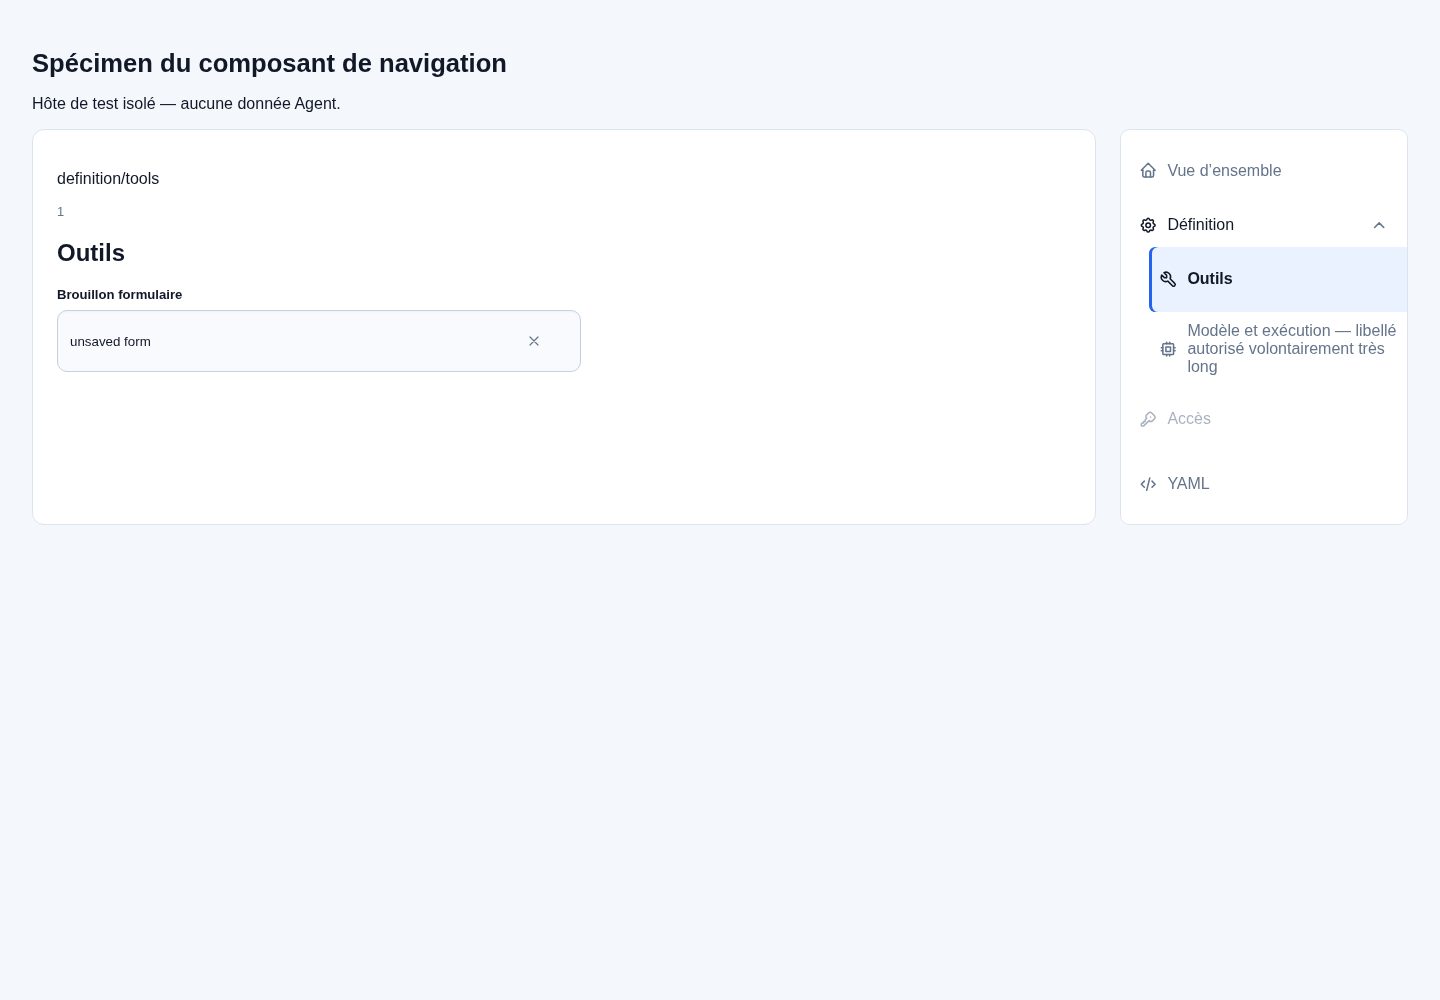 Spécimen du composant de navigation
Hôte de test isolé — aucune donnée Agent.
definition/tools
1
Outils
Brouillon formulaire
unsaved form
Vue d’ensemble
Définition
Outils
Modèle et exécution — libellé
autorisé volontairement très
long
Accès
YAML